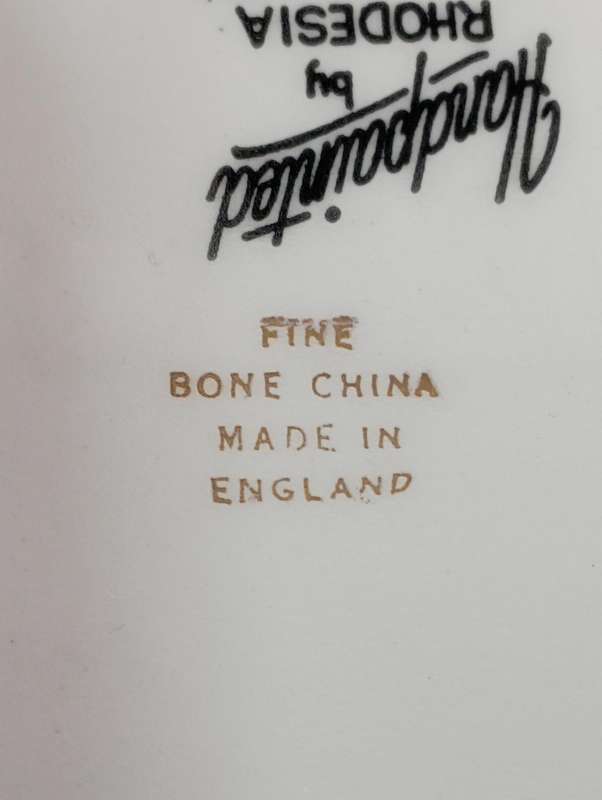 Handpainted
by
RHODESIA
FINE
BONE CHINA
MADE IN
ENGLAND